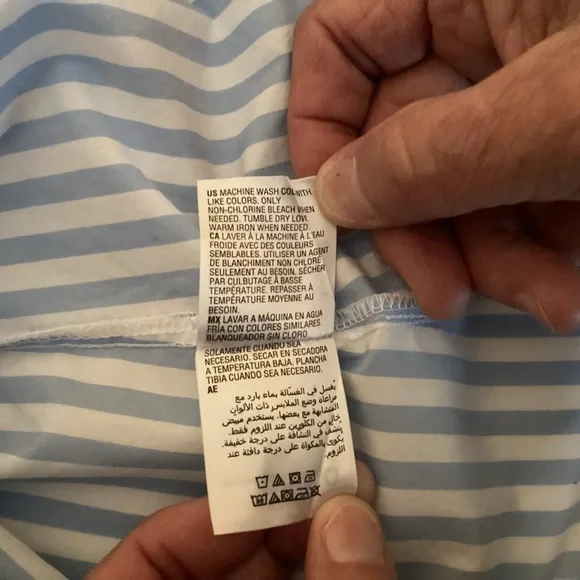 US MACHINE WASH COLD WITH
LIKE COLORS. ONLY
NON-CHLORINE BLEACH WHEN
NEEDED. TUMBLE DRY LOW.
WARM IRON WHEN NEEDED.
CA LAVER À LA MACHINE À L'EAU
FROIDE AVEC DES COULEURS
SEMBLABLES. UTILISER UN AGENT
DE BLANCHIMENT NON CHLORÉ
SEULEMENT AU BESOIN. SÉCHER
PAR CULBUTAGE À BASSE
TEMPÉRATURE. REPASSER À
TEMPÉRATURE MOYENNE AU
BESOIN.
MX LAVAR A MÁQUINA EN AGUA
FRÍA CON COLORES SIMILARES.
BLANQUEADOR SIN CLORO
SOLAMENTE CUANDO SEA
NECESARIO. SECAR EN SECADORA
A TEMPERATURA BAJA. PLANCHA
TIBIA CUANDO SEA NECESARIO.
AE
يُغسل في الغسّالة بماء بارد مع
مراعاة وضع الملابس ذات الألوان
المتشابهة مع بعضها. يستخدم مبيض
خال من الكلورين عند اللزوم فقط.
ينشف في النشافة على درجة خفيفة.
يكوى بالمكواة على درجة دافئة عند
اللزوم.